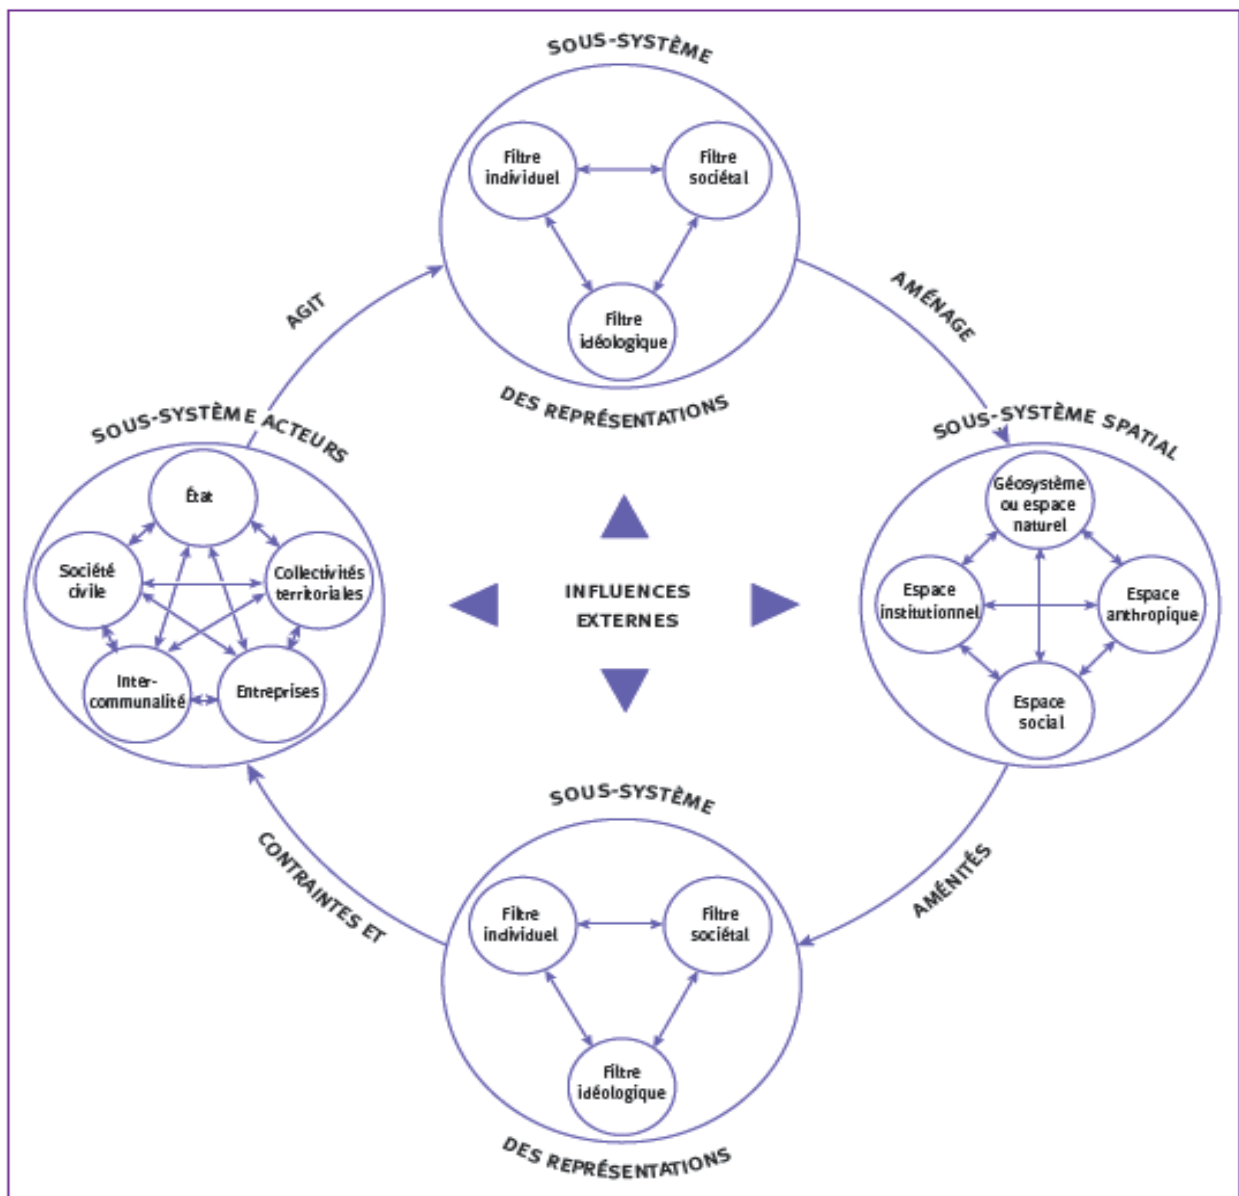 SOUS-SYSTÈME
Filtre
individuel
Filtre
sociétal
Filtre
idéologique
DES REPRÉSENTATIONS
AGIT
AMÉNAGE
SOUS-SYSTÈME ACTEURS
État
Société
civile
Collectivités
territoriales
Inter-
communalité
Entreprises
INFLUENCES
EXTERNES
SOUS-SYSTÈME SPATIAL
Géosystème
ou espace
naturel
Espace
institutionnel
Espace
anthropique
Espace
social
CONTRAINTES ET
AMÉNITÉS
SOUS-SYSTÈME
Filtre
individuel
Filtre
sociétal
Filtre
idéologique
DES REPRÉSENTATIONS